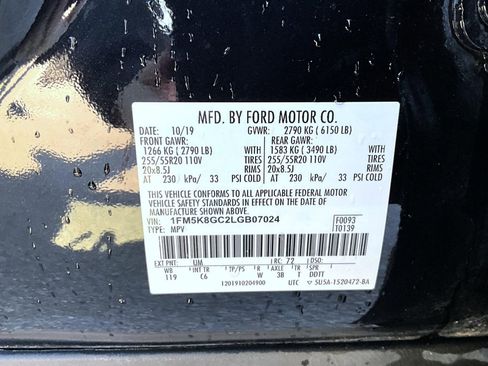 MFD. BY FORD MOTOR CO.
DATE: 10/19 GVWR: 2790 KG ( 6150 LB)
FRONT GAWR: REAR GAWR:
1266 KG ( 2790 LB) 1583 KG ( 3490 LB)
255/55R20 110V TIRES 255/55R20 110V TIRES
20x8.5J RIMS 20x8.5J RIMS
AT 230 kPa/ 33 PSI COLD AT 230 kPa/ 33 PSI COLD
THIS VEHICLE CONFORMS TO ALL APPLICABLE FEDERAL MOTOR
VEHICLE SAFETY STANDARDS IN EFFECT ON THE DATE OF MANUFACTURE
SHOWN ABOVE.
VIN: 1FM5K8GC2LGB07024 F0093
TYPE: MPV T0139
EXT PNT: UM RC: 72 DSO:
WB INT TR TP/PS R AXLE TR SPR
119 C6 W 3B T DDTT
1201910204900 UTC 5U5A-1520472-BA